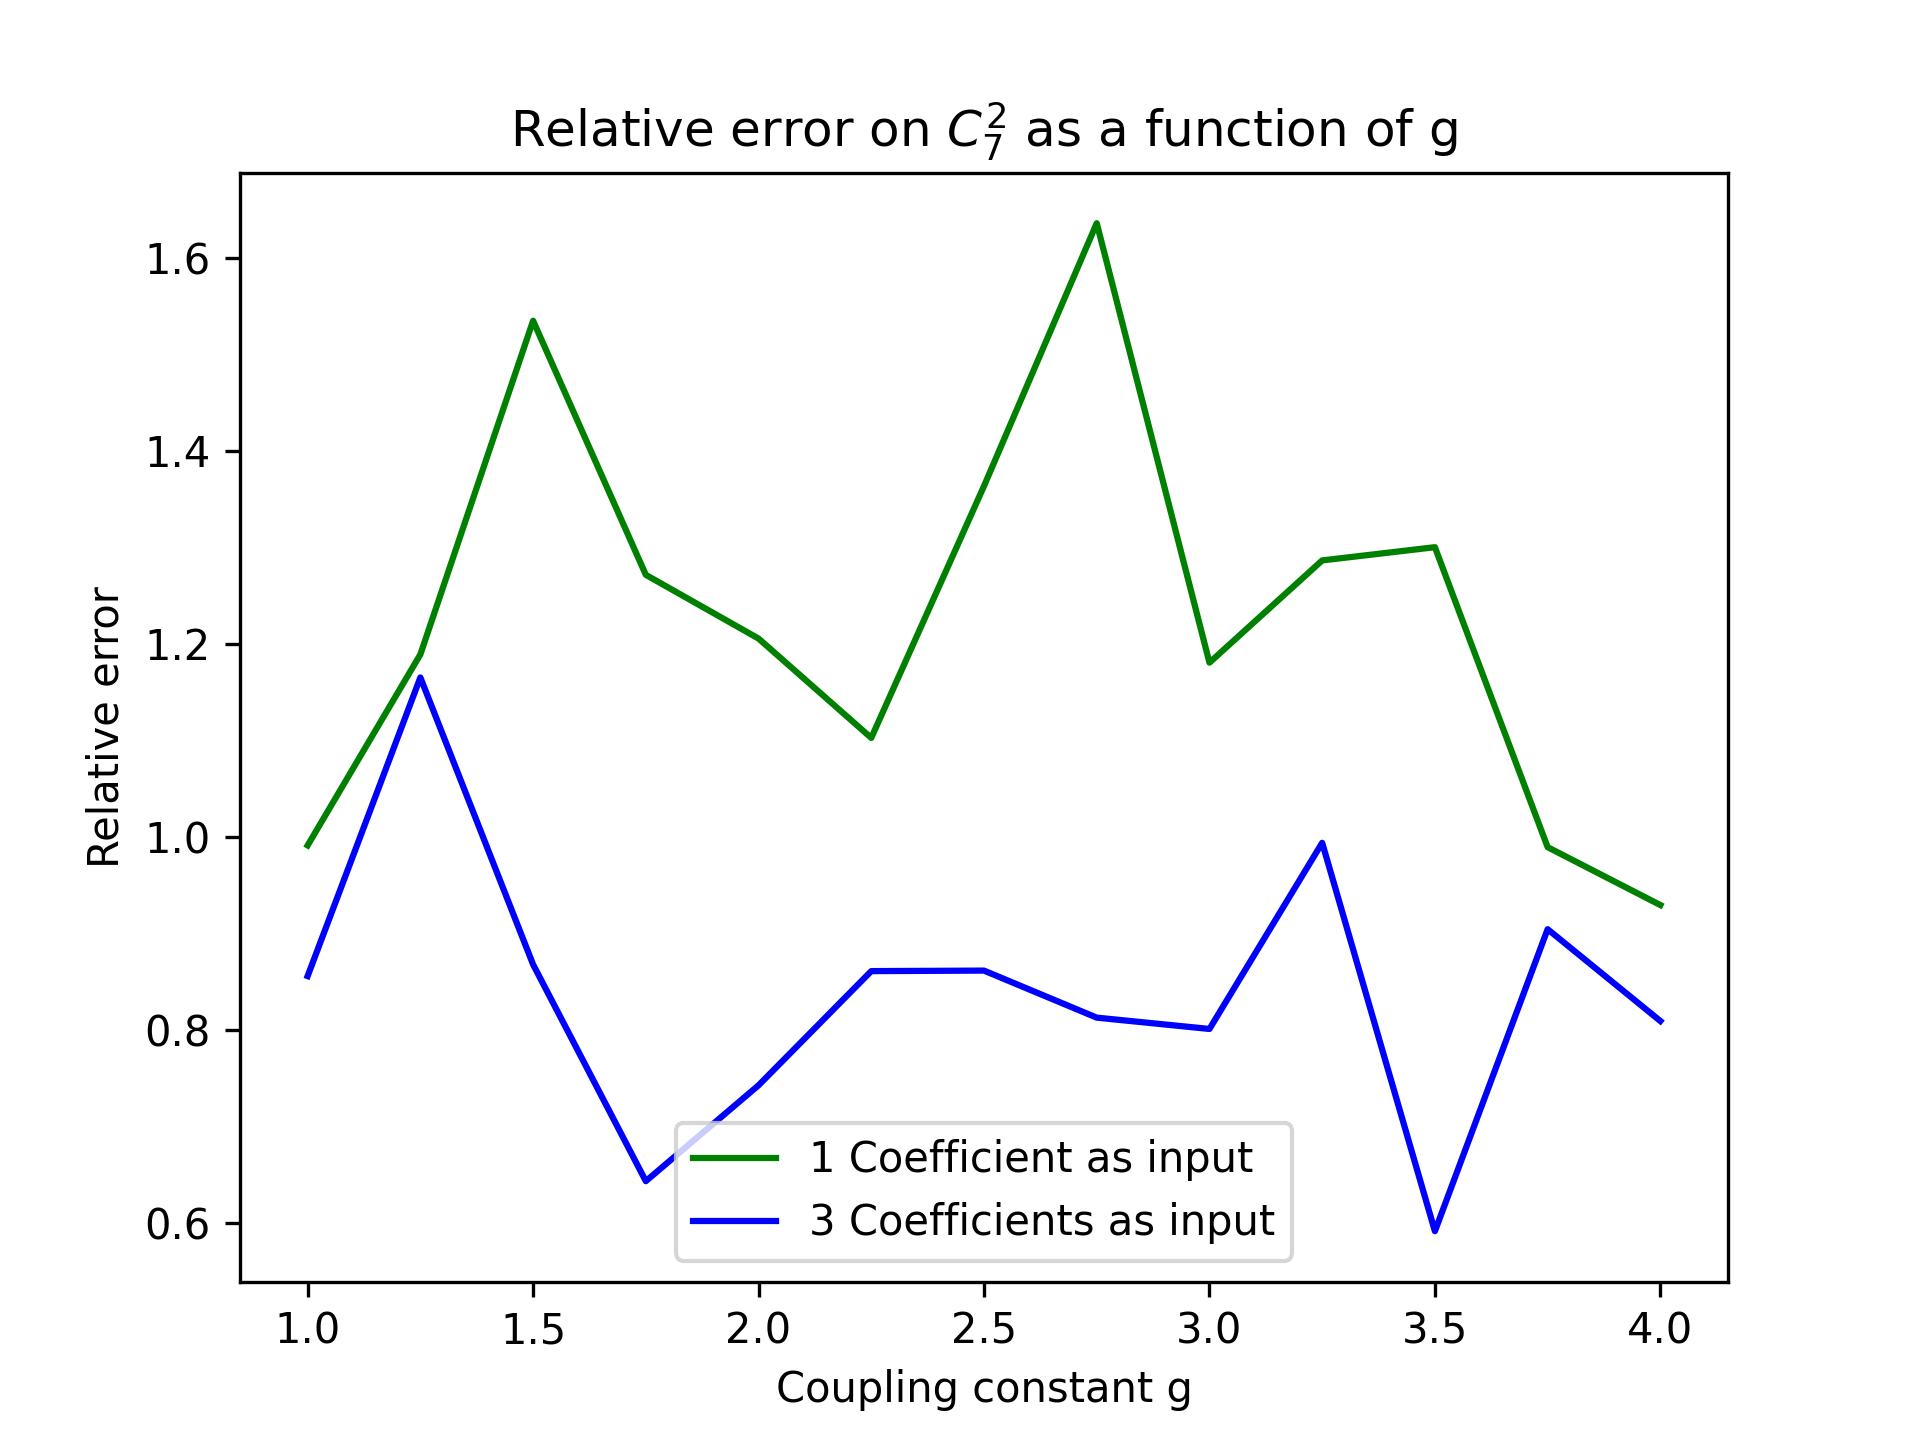 Relative error on $C_7^2$ as a function of g
Relative error
1.6
1.4
1.2
1.0
0.8
0.6
1 Coefficient as input
3 Coefficients as input
1.0 1.5 2.0 2.5 3.0 3.5 4.0
Coupling constant g